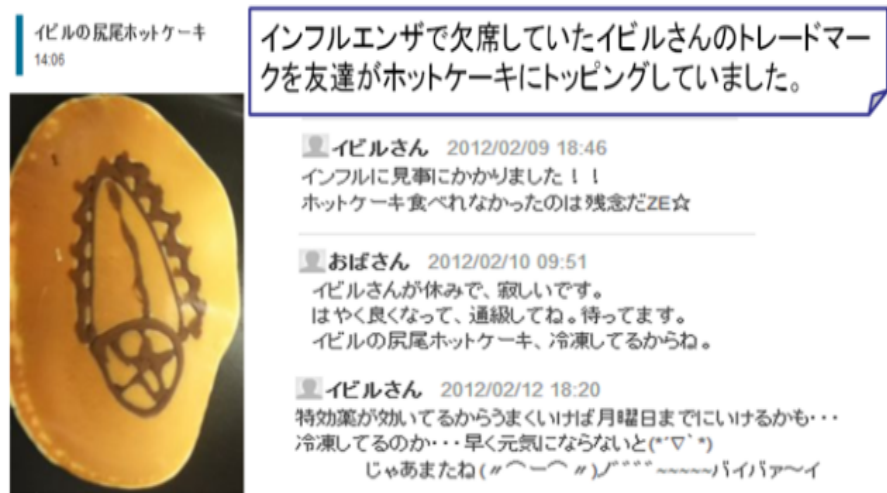 イビルの尻尾ホットケーキ
14:06
インフルエンザで欠席していたイビルさんのトレードマー
クを友達がホットケーキにトッピングしていました。
イビルさん 2012/02/09 18:46
インフルに見事にかかりました！！
ホットケーキ食べれなかったのは残念だZE☆
おばさん 2012/02/10 09:51
イビルさんが休みで、寂しいです。
はやく良くなって、通級してね。待ってます。
イビルの尻尾ホットケーキ、冷凍してるからね。
イビルさん 2012/02/12 18:20
特効薬が効いてるからうまくいけば月曜日までにいけるかも・・・
冷凍してるのか・・・早く元気にならないと(*´▽｀*)
じゃあまたね(〃⌒ー⌒〃)ノ゛゛゛゛~~~~~バイバァ～イ